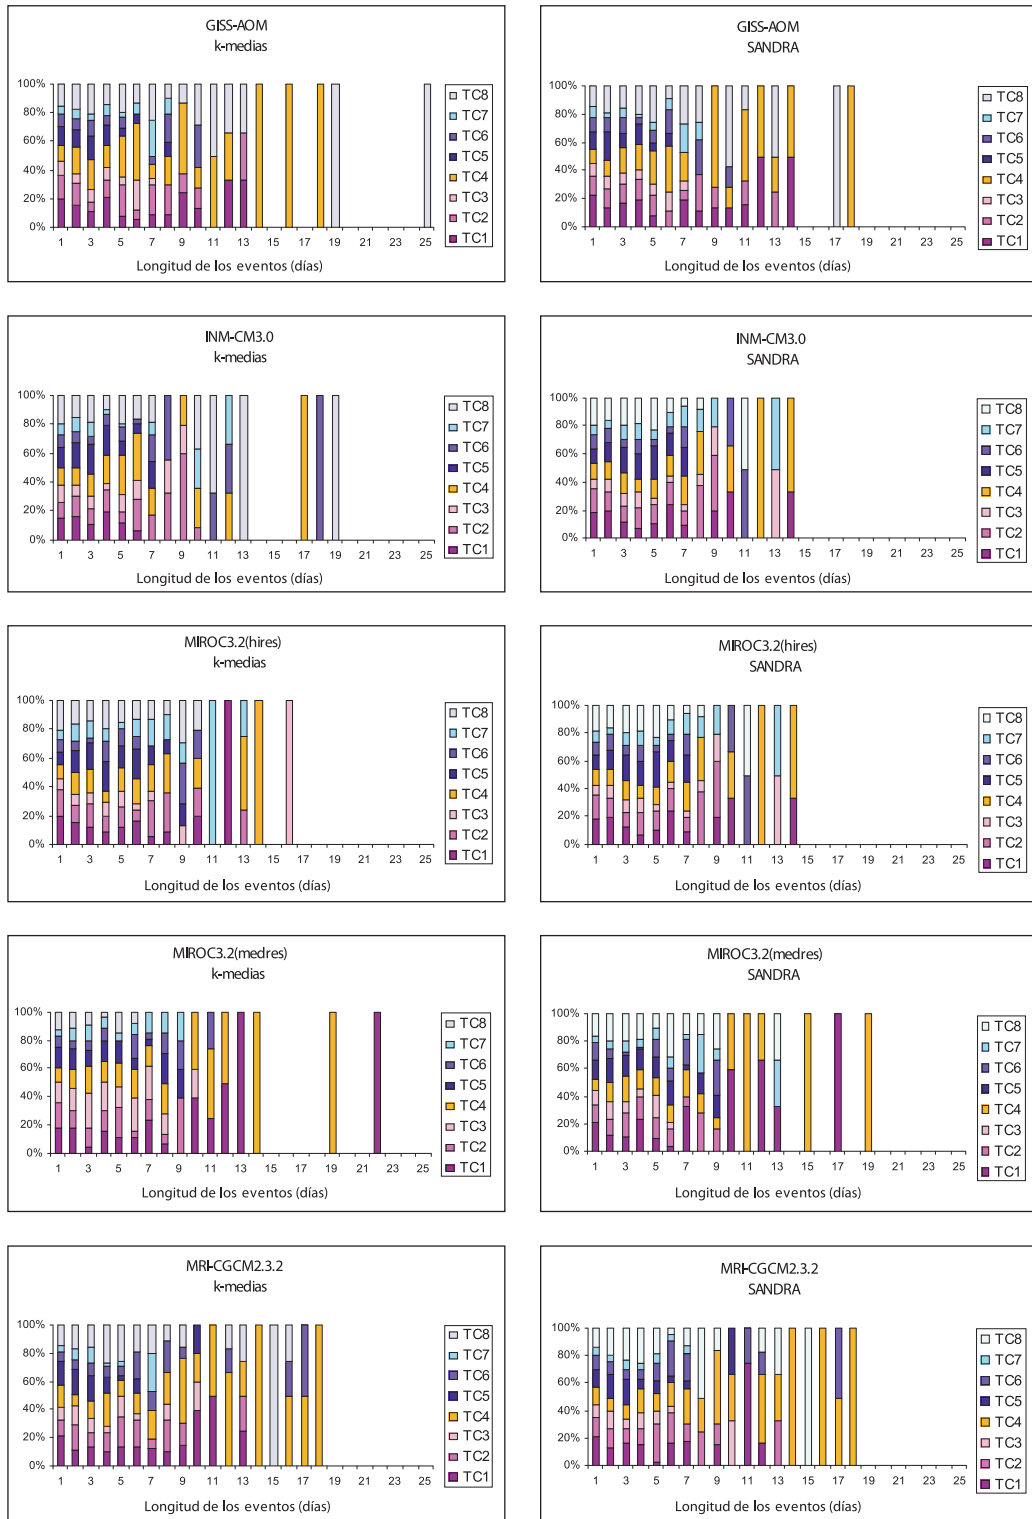 GISS-AOM
k-medias
100%
80%
60%
40%
20%
0%
1 3 5 7 9 11 13 15 17 19 21 23 25
Longitud de los eventos (días)
TC8
TC7
TC6
TC5
TC4
TC3
TC2
TC1
GISS-AOM
SANDRA
100%
80%
60%
40%
20%
0%
1 3 5 7 9 11 13 15 17 19 21 23 25
Longitud de los eventos (días)
TC8
TC7
TC6
TC5
TC4
TC3
TC2
TC1
INM-CM3.0
k-medias
100%
80%
60%
40%
20%
0%
1 3 5 7 9 11 13 15 17 19 21 23 25
Longitud de los eventos (días)
TC8
TC7
TC6
TC5
TC4
TC3
TC2
TC1
INM-CM3.0
SANDRA
100%
80%
60%
40%
20%
0%
1 3 5 7 9 11 13 15 17 19 21 23 25
Longitud de los eventos (días)
TC8
TC7
TC6
TC5
TC4
TC3
TC2
TC1
MIROC3.2(hires)
k-medias
100%
80%
60%
40%
20%
0%
1 3 5 7 9 11 13 15 17 19 21 23 25
Longitud de los eventos (días)
TC8
TC7
TC6
TC5
TC4
TC3
TC2
TC1
MIROC3.2(hires)
SANDRA
100%
80%
60%
40%
20%
0%
1 3 5 7 9 11 13 15 17 19 21 23 25
Longitud de los eventos (días)
TC8
TC7
TC6
TC5
TC4
TC3
TC2
TC1
MIROC3.2(medres)
k-medias
100%
80%
60%
40%
20%
0%
1 3 5 7 9 11 13 15 17 19 21 23 25
Longitud de los eventos (días)
TC8
TC7
TC6
TC5
TC4
TC3
TC2
TC1
MIROC3.2(medres)
SANDRA
100%
80%
60%
40%
20%
0%
1 3 5 7 9 11 13 15 17 19 21 23 25
Longitud de los eventos (días)
TC8
TC7
TC6
TC5
TC4
TC3
TC2
TC1
MRI-CGCM2.3.2
k-medias
100%
80%
60%
40%
20%
0%
1 3 5 7 9 11 13 15 17 19 21 23 25
Longitud de los eventos (días)
TC8
TC7
TC6
TC5
TC4
TC3
TC2
TC1
MRI-CGCM2.3.2
SANDRA
100%
80%
60%
40%
20%
0%
1 3 5 7 9 11 13 15 17 19 21 23 25
Longitud de los eventos (días)
TC8
TC7
TC6
TC5
TC4
TC3
TC2
TC1